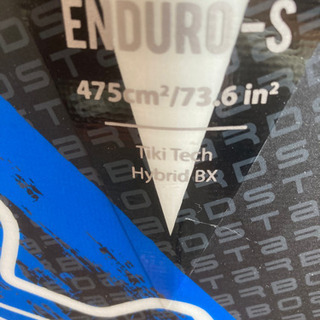 ENDURO-S
475cm²/73.6 in²
Tiki Tech
Hybrid BX